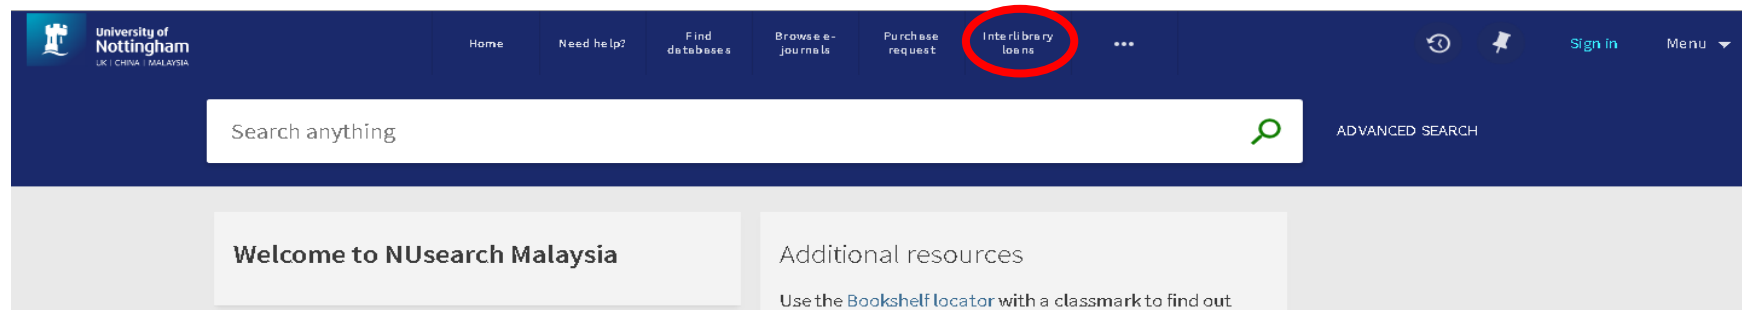 University of
Nottingham
UK | CHINA | MALAYSIA
Home
Need help?
Find
databases
Browse e-
journals
Purchase
request
Interlibrary
loans
Sign in
Menu
Search anything
ADVANCED SEARCH
Welcome to NUsearch Malaysia
Additional resources
Use the Bookshelf locator with a classmark to find out